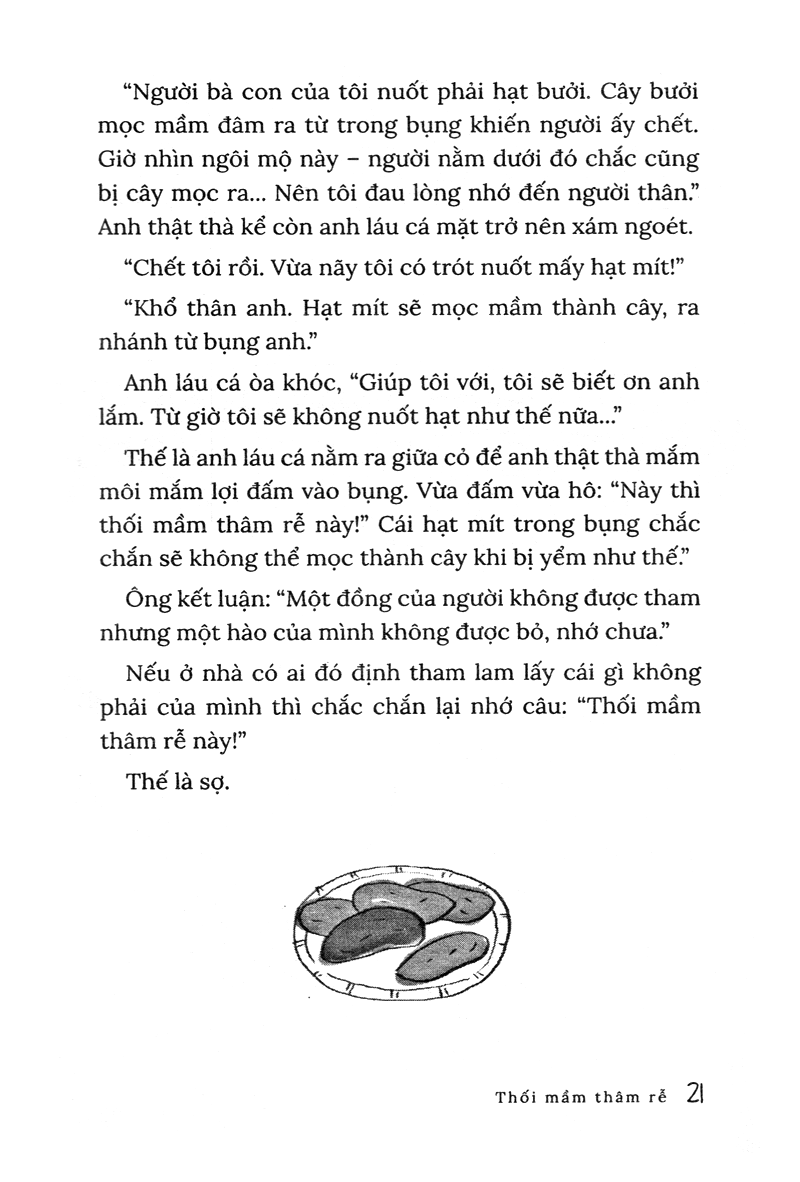 “Người bà con của tôi nuốt phải hạt bưởi. Cây bưởi
mọc mầm đâm ra từ trong bụng khiến người ấy chết.
Giờ nhìn ngôi mộ này – người nằm dưới đó chắc cũng
bị cây mọc ra... Nên tôi đau lòng nhớ đến người thân.”
Anh thật thà kể còn anh láu cá mặt trở nên xám ngoét.
“Chết tôi rồi. Vừa nãy tôi có trót nuốt mấy hạt mít!”
“Khổ thân anh. Hạt mít sẽ mọc mầm thành cây, ra
nhánh từ bụng anh.”
Anh láu cá òa khóc, “Giúp tôi với, tôi sẽ biết ơn anh
lắm. Từ giờ tôi sẽ không nuốt hạt như thế nữa...”
Thế là anh láu cá nằm ra giữa cỏ để anh thật thà mắm
môi mắm lợi đấm vào bụng. Vừa đấm vừa hô: “Này thì
thối mầm thâm rễ này!” Cái hạt mít trong bụng chắc
chắn sẽ không thể mọc thành cây khi bị yểm như thế.”
Ông kết luận: “Một đồng của người không được tham
nhưng một hào của mình không được bỏ, nhớ chưa.”
Nếu ở nhà có ai đó định tham lam lấy cái gì không
phải của mình thì chắc chắn lại nhớ câu: “Thối mầm
thâm rễ này!”
Thế là sợ.
Thối mầm thâm rễ 21